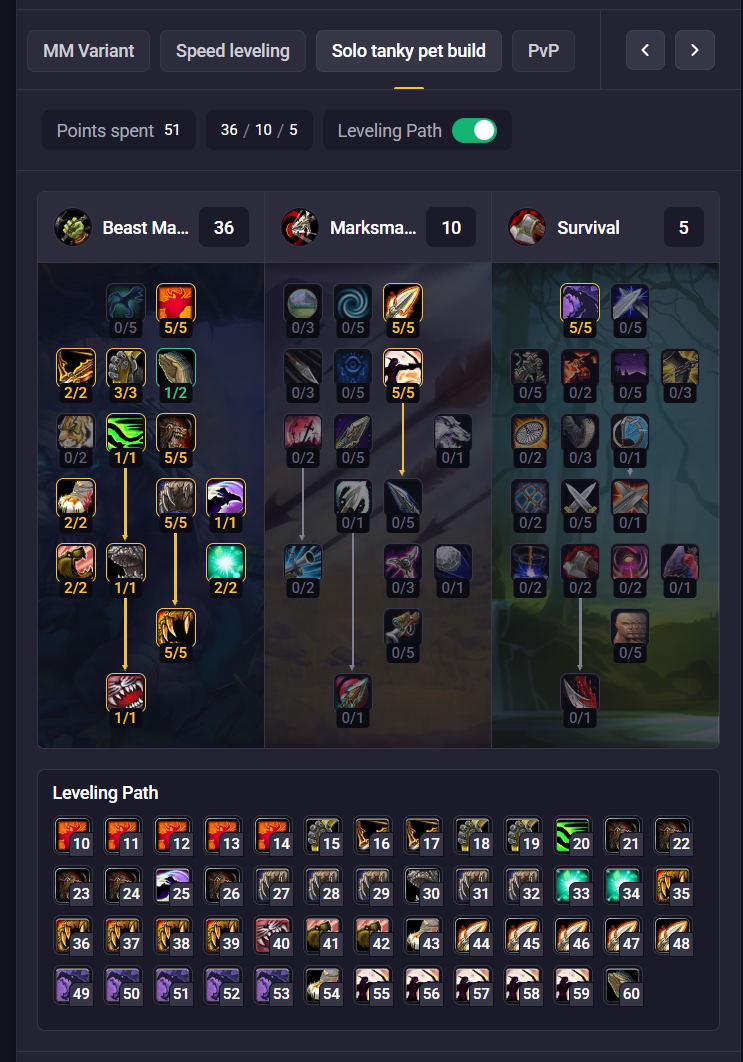 MM Variant Speed leveling Solo tanky pet build PvP
Points spent 51 36 / 10 / 5 Leveling Path
Beast Ma... 36 Marksma... 10 Survival 5
0/5 5/5 0/3 0/5 5/5 5/5 0/5
2/2 3/3 1/2 0/3 0/5 5/5 0/5 0/2 0/5 0/3
0/2 1/1 5/5 0/2 0/5 0/1 0/2 0/3 0/1
2/2 5/5 1/1 0/1 0/5 0/2 0/5 0/1
2/2 1/1 2/2 0/2 0/3 0/1 0/2 0/2 0/2 0/1
5/5 0/5 0/5
1/1 0/1 0/1
Leveling Path
10 11 12 13 14 15 16 17 18 19 20 21 22
23 24 25 26 27 28 29 30 31 32 33 34 35
36 37 38 39 40 41 42 43 44 45 46 47 48
49 50 51 52 53 54 55 56 57 58 59 60